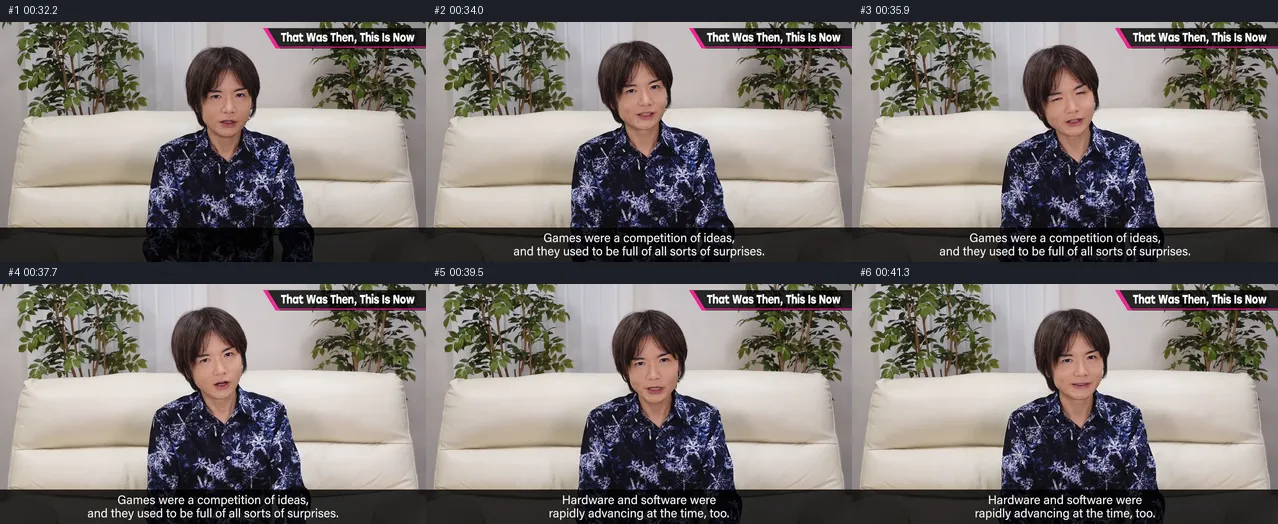 #1 00:32.2
That Was Then, This Is Now
#2 00:34.0
That Was Then, This Is Now
Games were a competition of ideas,
and they used to be full of all sorts of surprises.
#3 00:35.9
That Was Then, This Is Now
Games were a competition of ideas,
and they used to be full of all sorts of surprises.
#4 00:37.7
That Was Then, This Is Now
Games were a competition of ideas,
and they used to be full of all sorts of surprises.
#5 00:39.5
That Was Then, This Is Now
Hardware and software were
rapidly advancing at the time, too.
#6 00:41.3
That Was Then, This Is Now
Hardware and software were
rapidly advancing at the time, too.